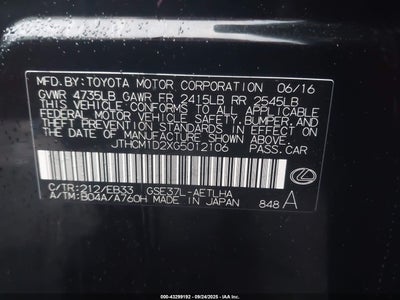 MFD. BY: TOYOTA MOTOR CORPORATION 06/16
GVWR 4735LB GAWR FR 2415LB RR 2545LB
THIS VEHICLE CONFORMS TO ALL APPLICABLE
FEDERAL MOTOR VEHICLE SAFETY, BUMPER, AND
THEFT PREVENTION STANDARDS IN EFFECT ON
THE DATE OF MANUFACTURE SHOWN ABOVE.
JTHCM1D2XG5012106 PASS.CAR
C/TR:212/EB33 GSE37L-AETLHA
A/TM:B04A/A760H MADE IN JAPAN 848 A
000-43299192 - 09/24/2025 - IAA, Inc.